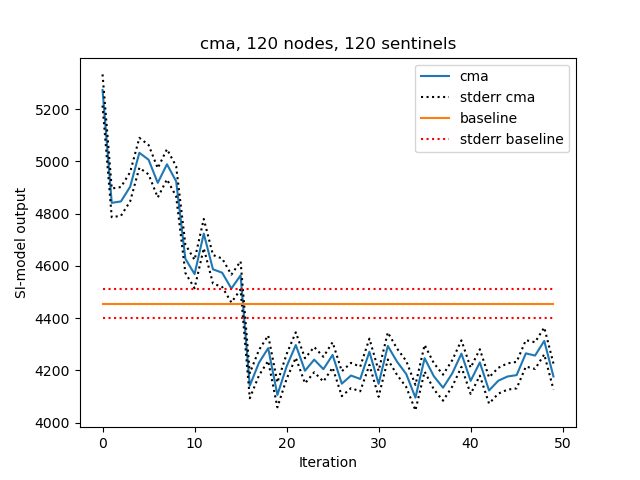 cma, 120 nodes, 120 sentinels
cma
stderr cma
baseline
stderr baseline
SI-model output
5200
5000
4800
4600
4400
4200
4000
0 10 20 30 40 50
Iteration